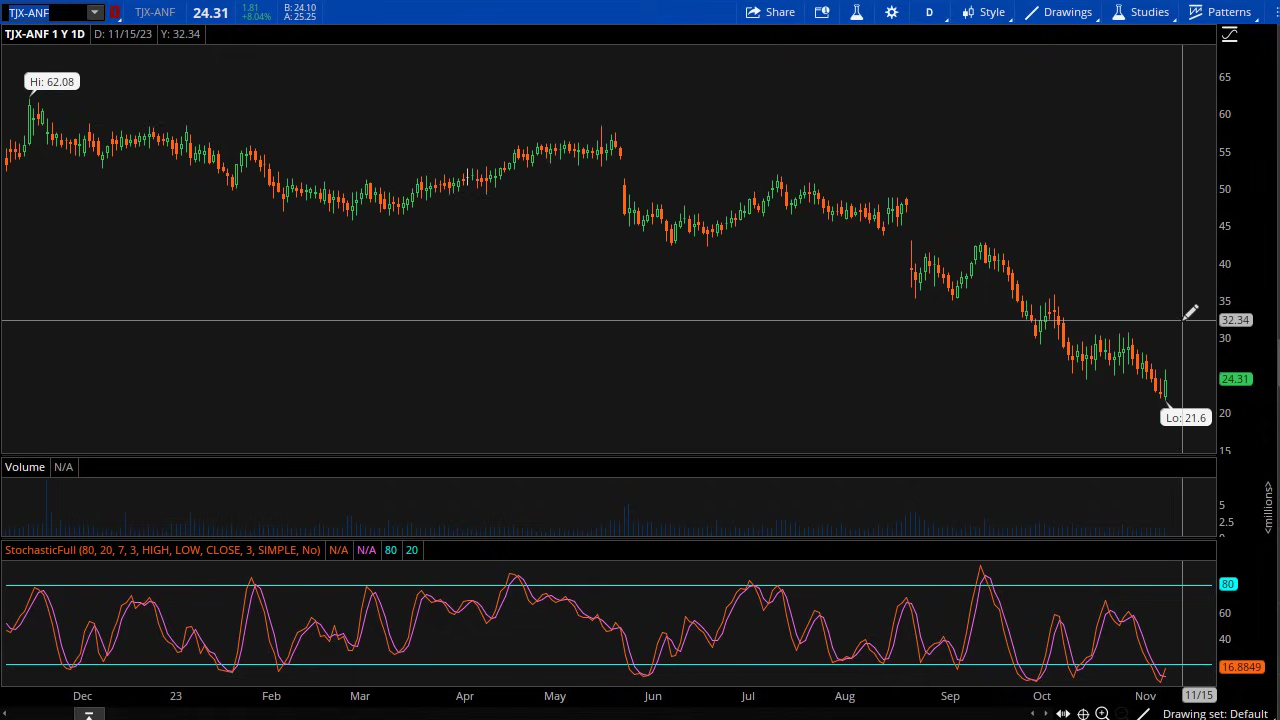 TJX-ANF D TJX-ANF 24.31 1.81 B: 24.10 Share D Style Drawings Studies Patterns
+8.04% A: 25.25
TJX-ANF 1 Y 1D D: 11/15/23 Y: 32.34
Hi: 62.08
65
60
55
50
45
40
35
32.34
30
24.31
20
Lo: 21.6
15
Volume N/A
5
2.5
0
<millions>
StochasticFull (80, 20, 7, 3, HIGH, LOW, CLOSE, 3, SIMPLE, No) N/A N/A 80 20
80
60
40
16.8849
Dec 23 Feb Mar Apr May Jun Jul Aug Sep Oct Nov 11/15
Drawing set: Default